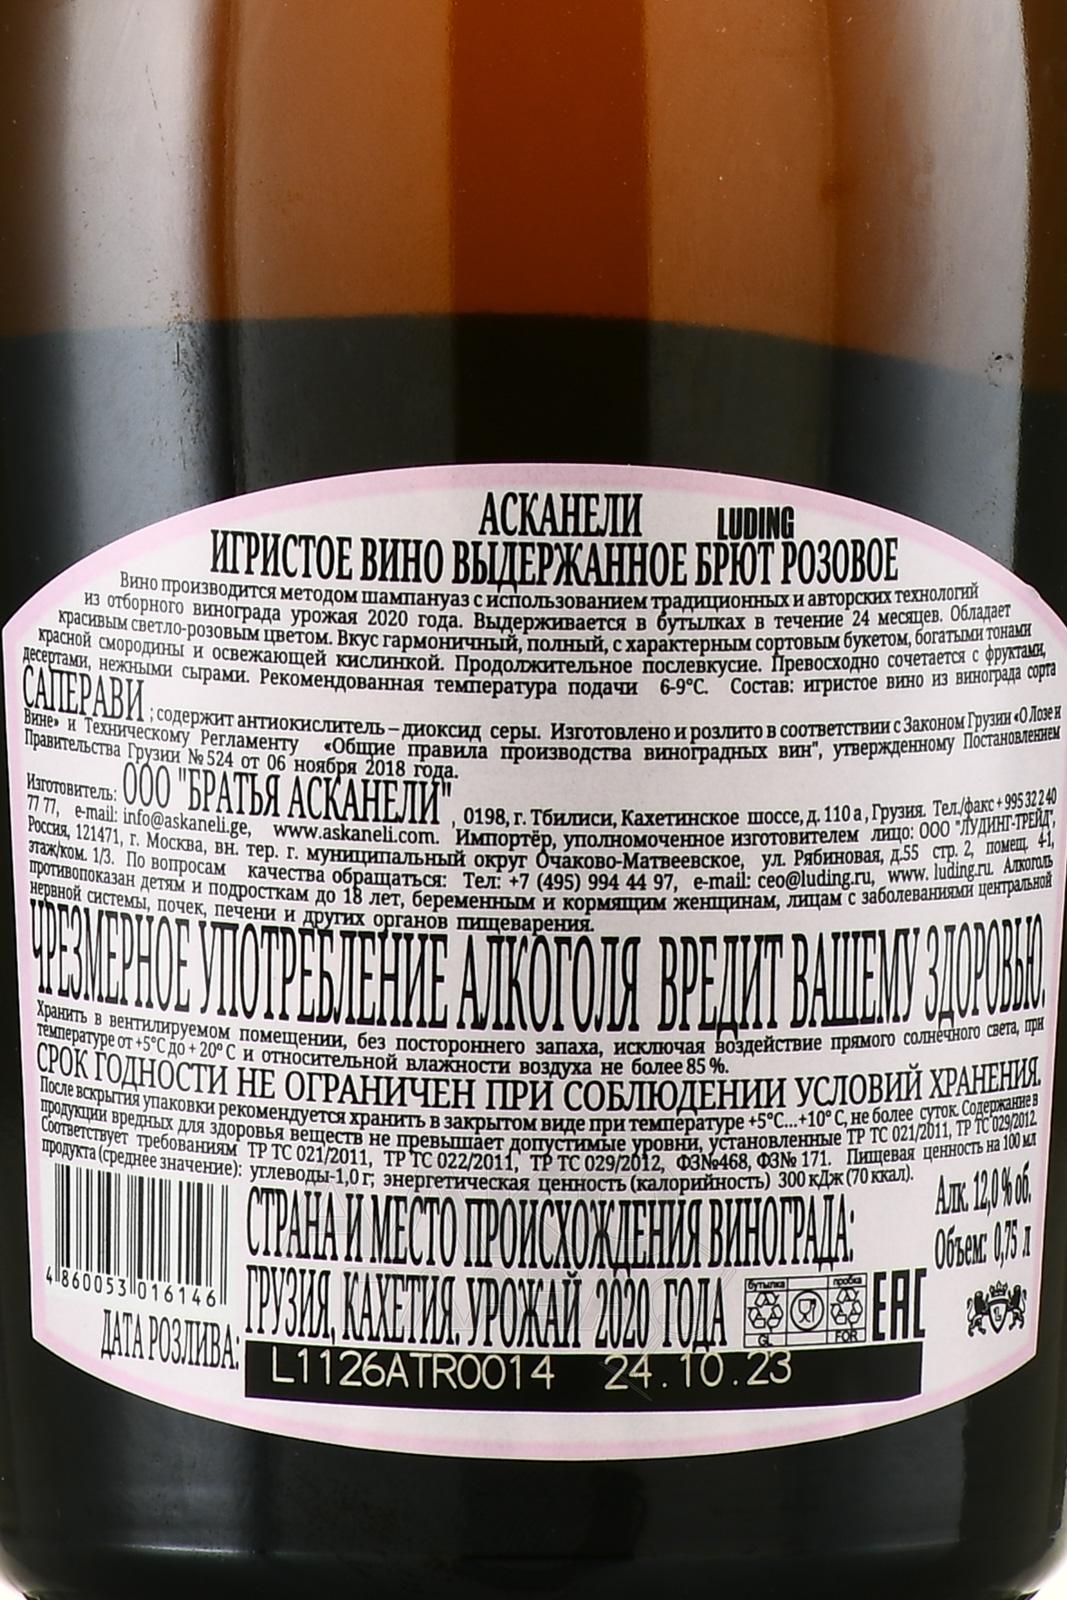 АСКАНЕЛИ LUDING
ИГРИСТОЕ ВИНО ВЫДЕРЖАННОЕ БРЮТ РОЗОВОЕ
Вино производится методом шампануаз с использованием традиционных и авторских технологий
из отборного винограда урожая 2020 года. Выдерживается в бутылках в течение 24 месяцев. Обладает
красивым светло-розовым цветом. Вкус гармоничный, полный, с характерным сортовым букетом, богатыми тонами
красной смородины и освежающей кислинкой. Продолжительное послевкусие. Превосходно сочетается с фруктами,
десертами, нежными сырами. Рекомендованная температура подачи 6-9°С. Состав: игристое вино из винограда сорта
САПЕРАВИ ; содержит антиокислитель – диоксид серы. Изготовлено и розлито в соответствии с Законом Грузии «О Лозе и
Вине» и Техническому Регламенту «Общие правила производства виноградных вин", утвержденному Постановлением
Правительства Грузии № 524 от 06 ноября 2018 года.
Изготовитель: ООО "БРАТЬЯ АСКАНЕЛИ" , 0198, г. Тбилиси, Кахетинское шоссе, д. 110 а , Грузия. Тел./факс + 995 32 2 40
77 77, e-mail: info@askaneli.ge, www.askaneli.com. Импортёр, уполномоченное изготовителем лицо: ООО "ЛУДИНГ-ТРЕЙД",
Россия, 121471, г. Москва, вн. тер. г. муниципальный округ Очаково-Матвеевское, ул. Рябиновая, д.55 стр. 2, помещ. 4-1,
этаж/ком. 1/3. По вопросам качества обращаться: Тел: +7 (495) 994 44 97, e-mail: ceo@luding.ru, www. luding.ru. Алкоголь
противопоказан детям и подросткам до 18 лет, беременным и кормящим женщинам, лицам с заболеваниями центральной
нервной системы, почек, печени и других органов пищеварения.
ЧРЕЗМЕРНОЕ УПОТРЕБЛЕНИЕ АЛКОГОЛЯ ВРЕДИТ ВАШЕМУ ЗДОРОВЬЮ.
Хранить в вентилируемом помещении, без постороннего запаха, исключая воздействие прямого солнечного света, при
температуре от +5°С до + 20° С и относительной влажности воздуха не более 85 %.
СРОК ГОДНОСТИ НЕ ОГРАНИЧЕН ПРИ СОБЛЮДЕНИИ УСЛОВИЙ ХРАНЕНИЯ.
После вскрытия упаковки рекомендуется хранить в закрытом виде при температуре +5°С...+10° С, не более суток. Содержание в
продукции вредных для здоровья веществ не превышает допустимые уровни, установленные ТР ТС 021/2011, ТР ТС 029/2012.
Соответствует требованиям ТР ТС 021/2011, ТР ТС 022/2011, ТР ТС 029/2012, ФЗ№468, ФЗ№ 171. Пищевая ценность на 100 мл
продукта (среднее значение): углеводы-1,0 г; энергетическая ценность (калорийность) 300 кДж (70 ккал).
Алк. 12,0 % об.
Объем: 0,75 л
СТРАНА И МЕСТО ПРОИСХОЖДЕНИЯ ВИНОГРАДА:
ГРУЗИЯ, КАХЕТИЯ. УРОЖАЙ 2020 ГОДА
бутылка пробка
GL FOR
EAC
4 860053 016146
ДАТА РОЗЛИВА:
L1126ATR0014 24.10.23